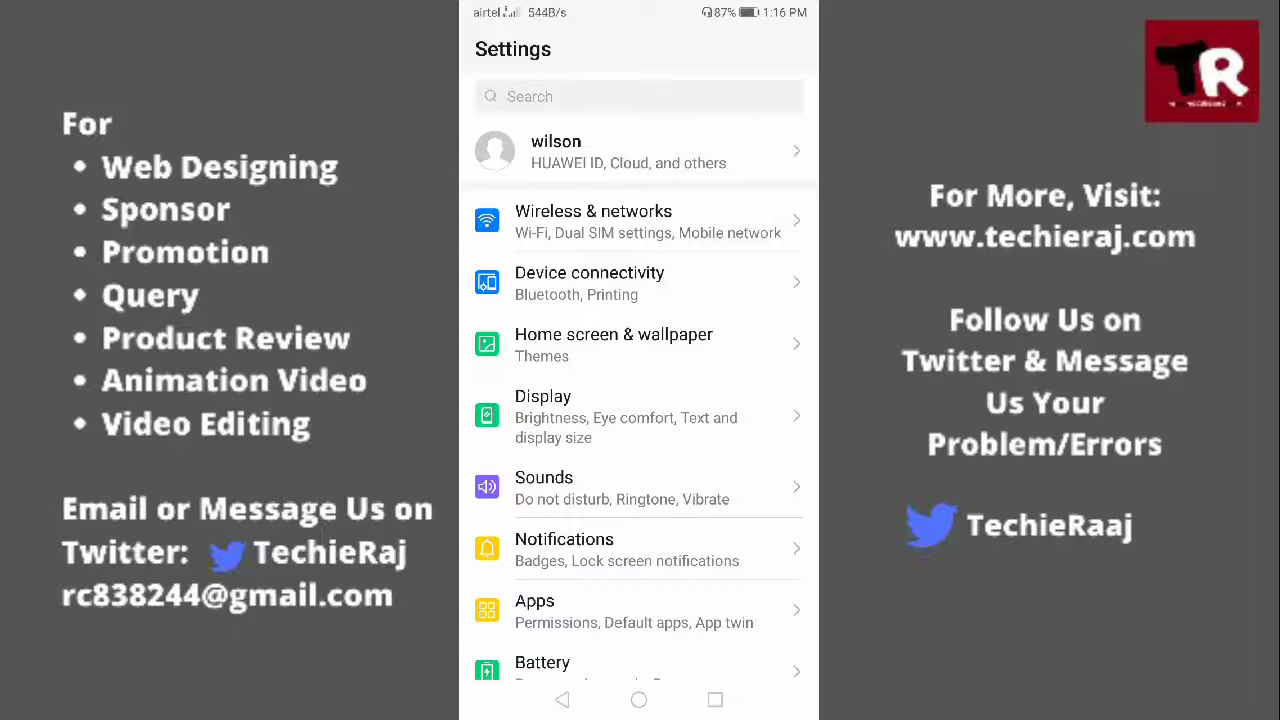 For
• Web Designing
• Sponsor
• Promotion
• Query
• Product Review
• Animation Video
• Video Editing
Email or Message Us on
Twitter: TechieRaj
rc838244@gmail.com
airtel 544B/s 87% 1:16 PM
Settings
Search
wilson
HUAWEI ID, Cloud, and others
Wireless & networks
Wi-Fi, Dual SIM settings, Mobile network
Device connectivity
Bluetooth, Printing
Home screen & wallpaper
Themes
Display
Brightness, Eye comfort, Text and
display size
Sounds
Do not disturb, Ringtone, Vibrate
Notifications
Badges, Lock screen notifications
Apps
Permissions, Default apps, App twin
Battery
TR
For More, Visit:
www.techieraj.com
Follow Us on
Twitter & Message
Us Your
Problem/Errors
TechieRaaj